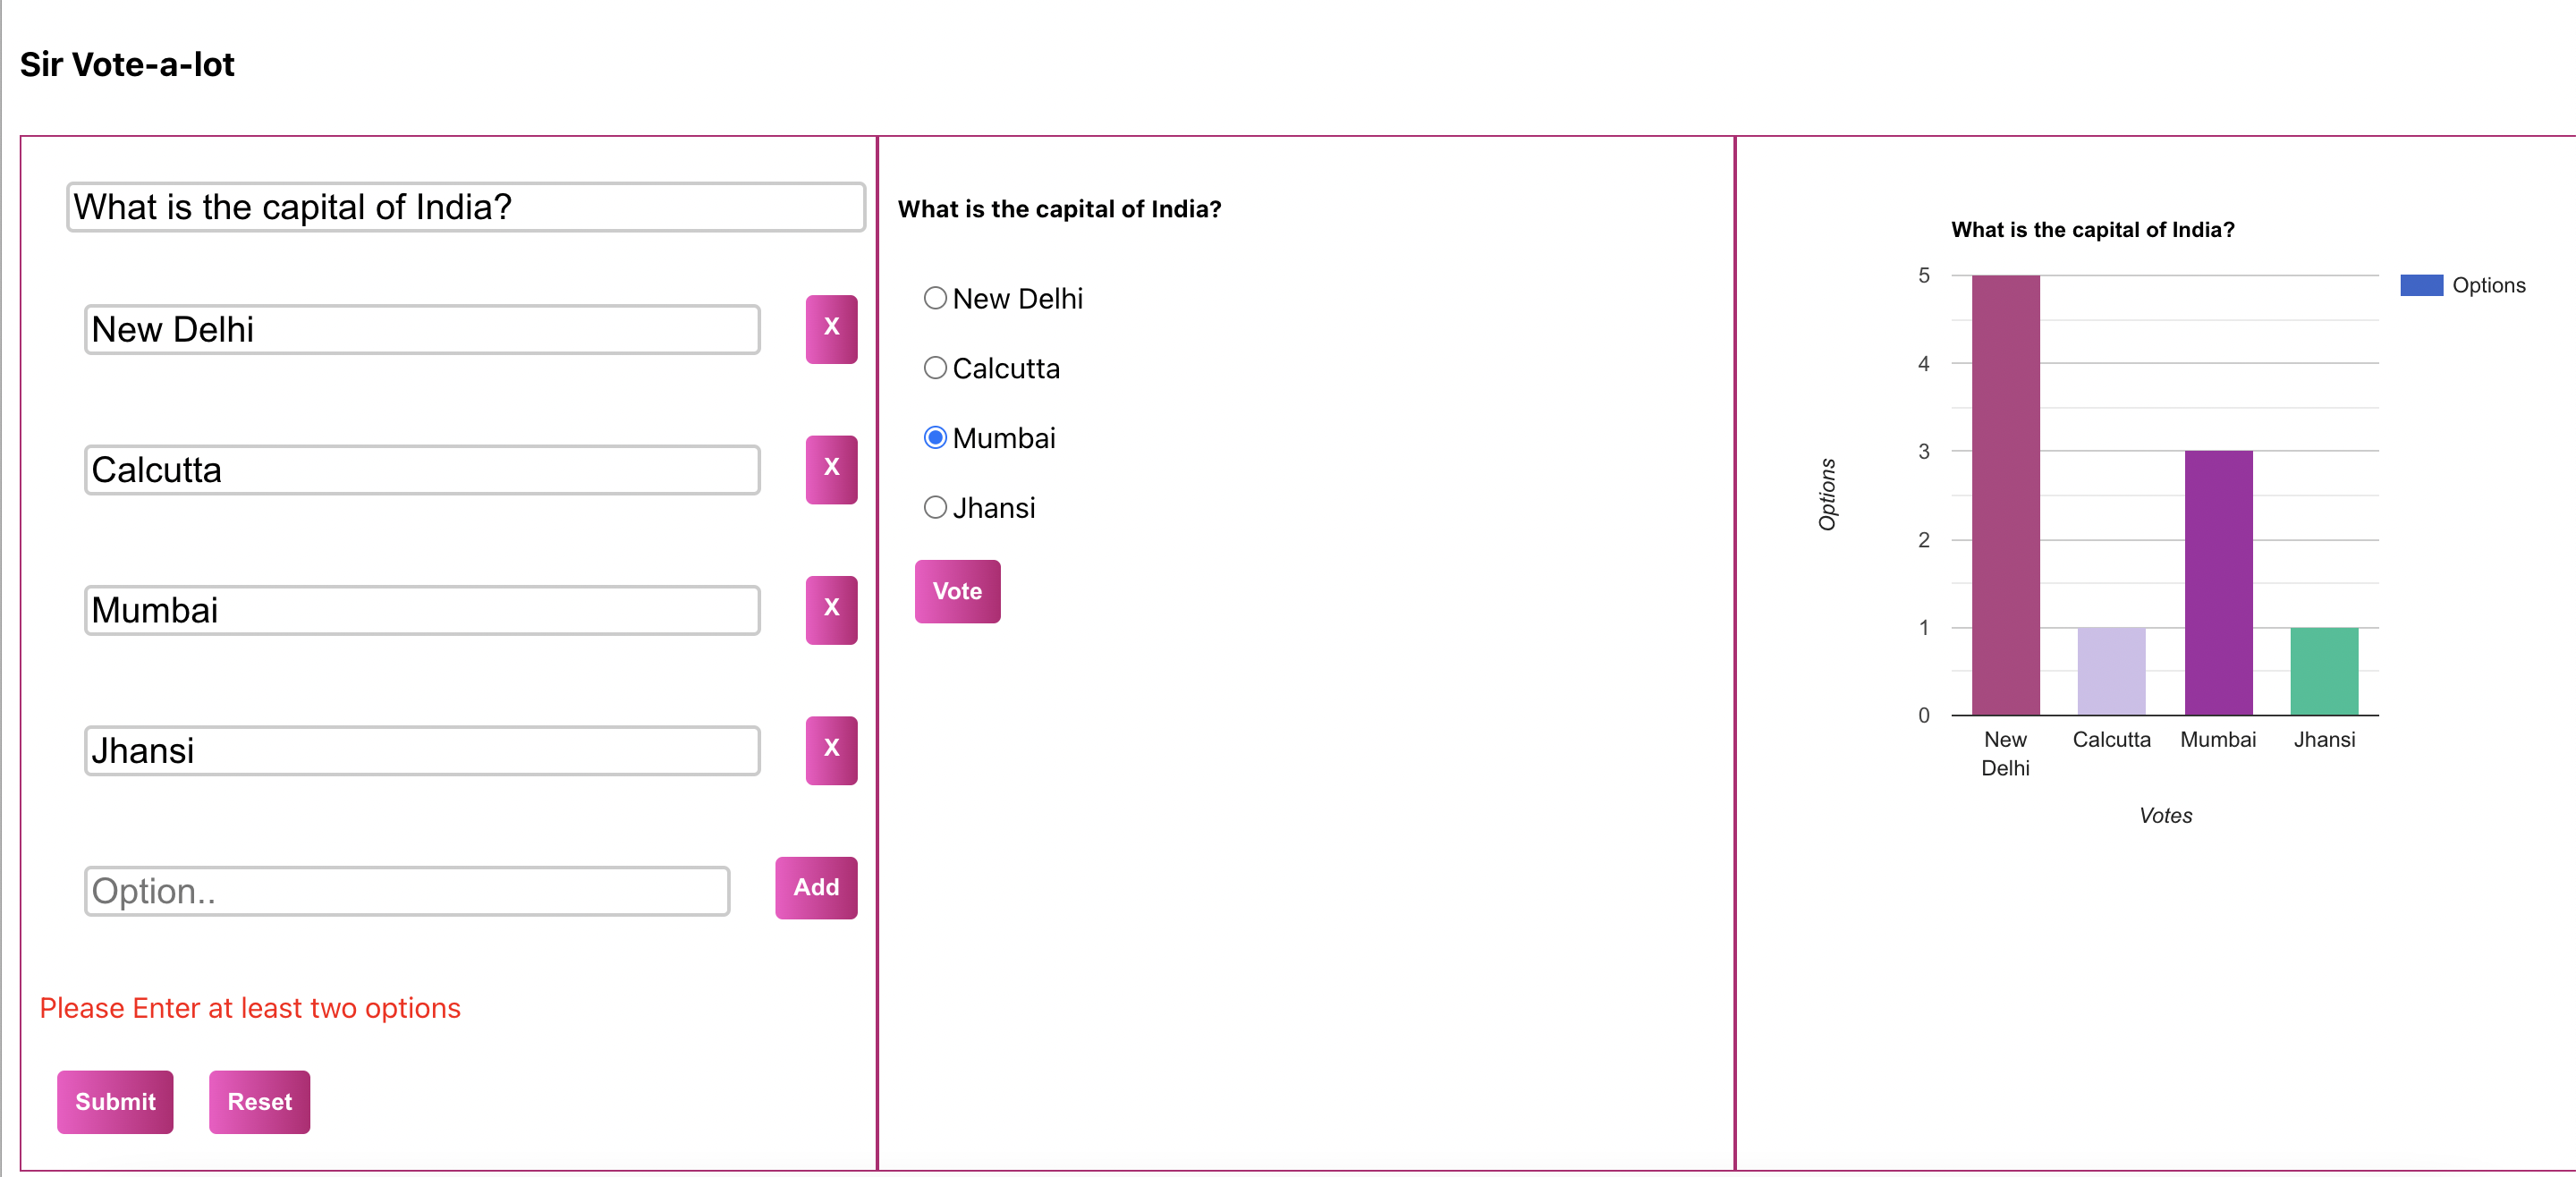 Sir Vote-a-lot
What is the capital of India?
New Delhi
X
Calcutta
X
Mumbai
X
Jhansi
X
Option..
Add
Please Enter at least two options
Submit
Reset
What is the capital of India?
New Delhi
Calcutta
Mumbai
Jhansi
Vote
What is the capital of India?
5
4
3
2
1
0
Options
Options
New
Delhi
Calcutta
Mumbai
Jhansi
Votes